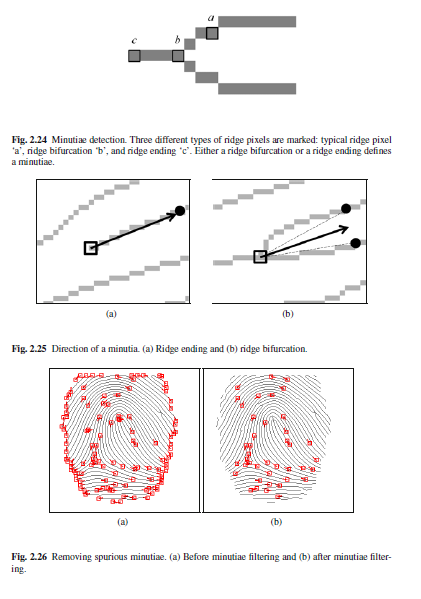 a
c
b
Fig. 2.24 Minutiae detection. Three different types of ridge pixels are marked: typical ridge pixel
'a', ridge bifurcation 'b', and ridge ending 'c'. Either a ridge bifurcation or a ridge ending defines
a minutiae.
(a)
(b)
Fig. 2.25 Direction of a minutia. (a) Ridge ending and (b) ridge bifurcation.
(a)
(b)
Fig. 2.26 Removing spurious minutiae. (a) Before minutiae filtering and (b) after minutiae filter-
ing.